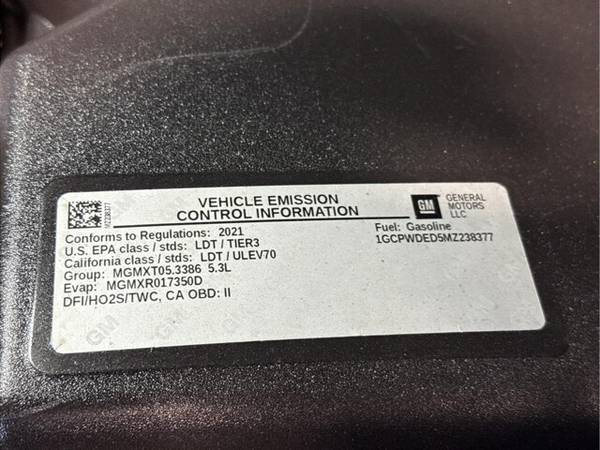 VEHICLE EMISSION
CONTROL INFORMATION
MZ238377
GM
GENERAL
MOTORS
LLC
Conforms to Regulations: 2021
U.S. EPA class / stds: LDT / TIER3
California class / stds: LDT / ULEV70
Group: MGMXT05.3386 5.3L
Evap: MGMXR017350D
DFI/HO2S/TWC, CA OBD: II
Fuel: Gasoline
1GCPWDED5MZ238377